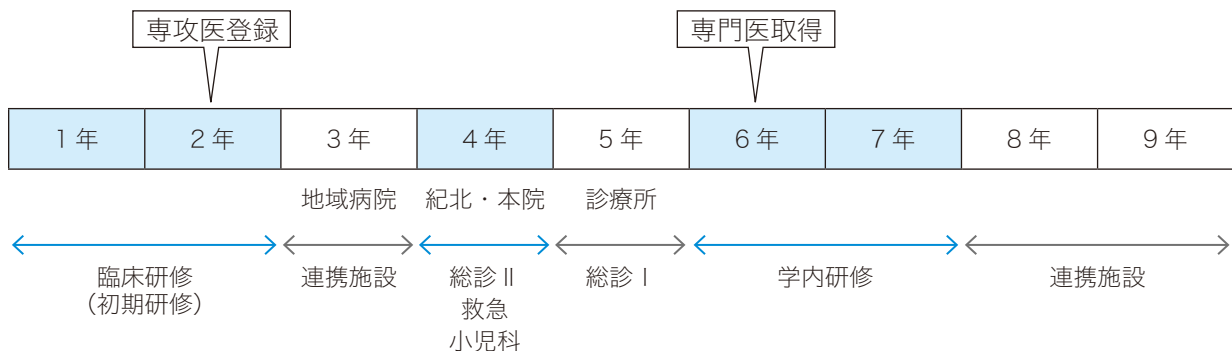 専攻医登録
専門医取得
1年 2年 3年 4年 5年 6年 7年 8年 9年
地域病院 紀北・本院 診療所
臨床研修 連携施設 総診Ⅱ 総診Ⅰ 学内研修 連携施設
(初期研修) 救急
小児科